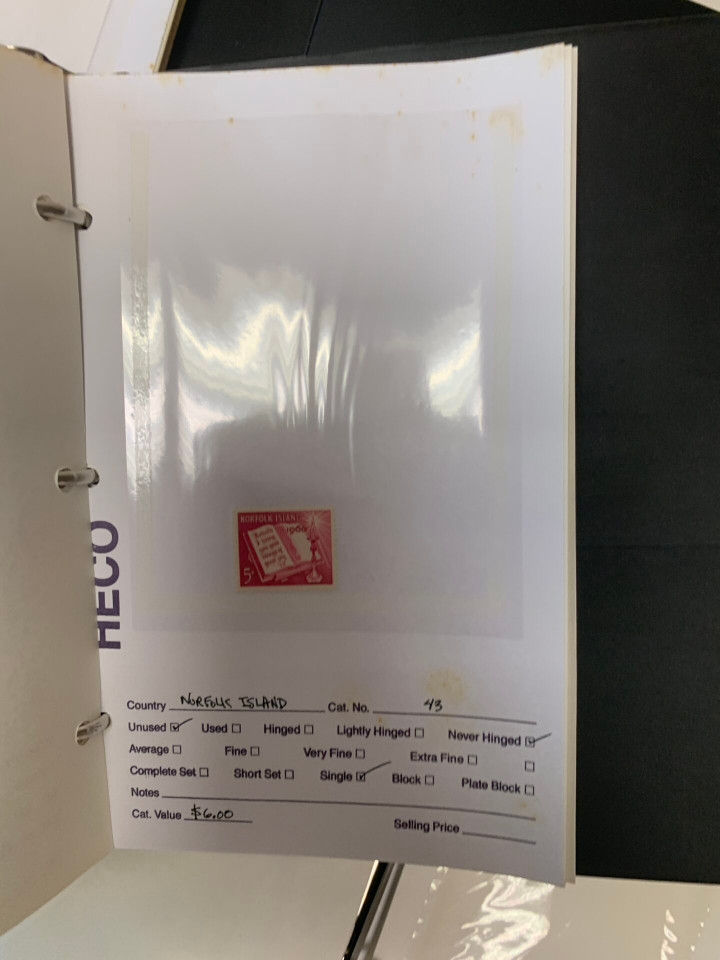 NORFOLK ISLAND
1960
5ᴰ
HECO
Country NORFOLK ISLAND Cat. No. 43
Unused ☑ Used ☐ Hinged ☐ Lightly Hinged ☐ Never Hinged ☑
Average ☐ Fine ☐ Very Fine ☐ Extra Fine ☐ ☐
Complete Set ☐ Short Set ☐ Single ☑ Block ☐ Plate Block ☐
Notes
Cat. Value $6.00 Selling Price